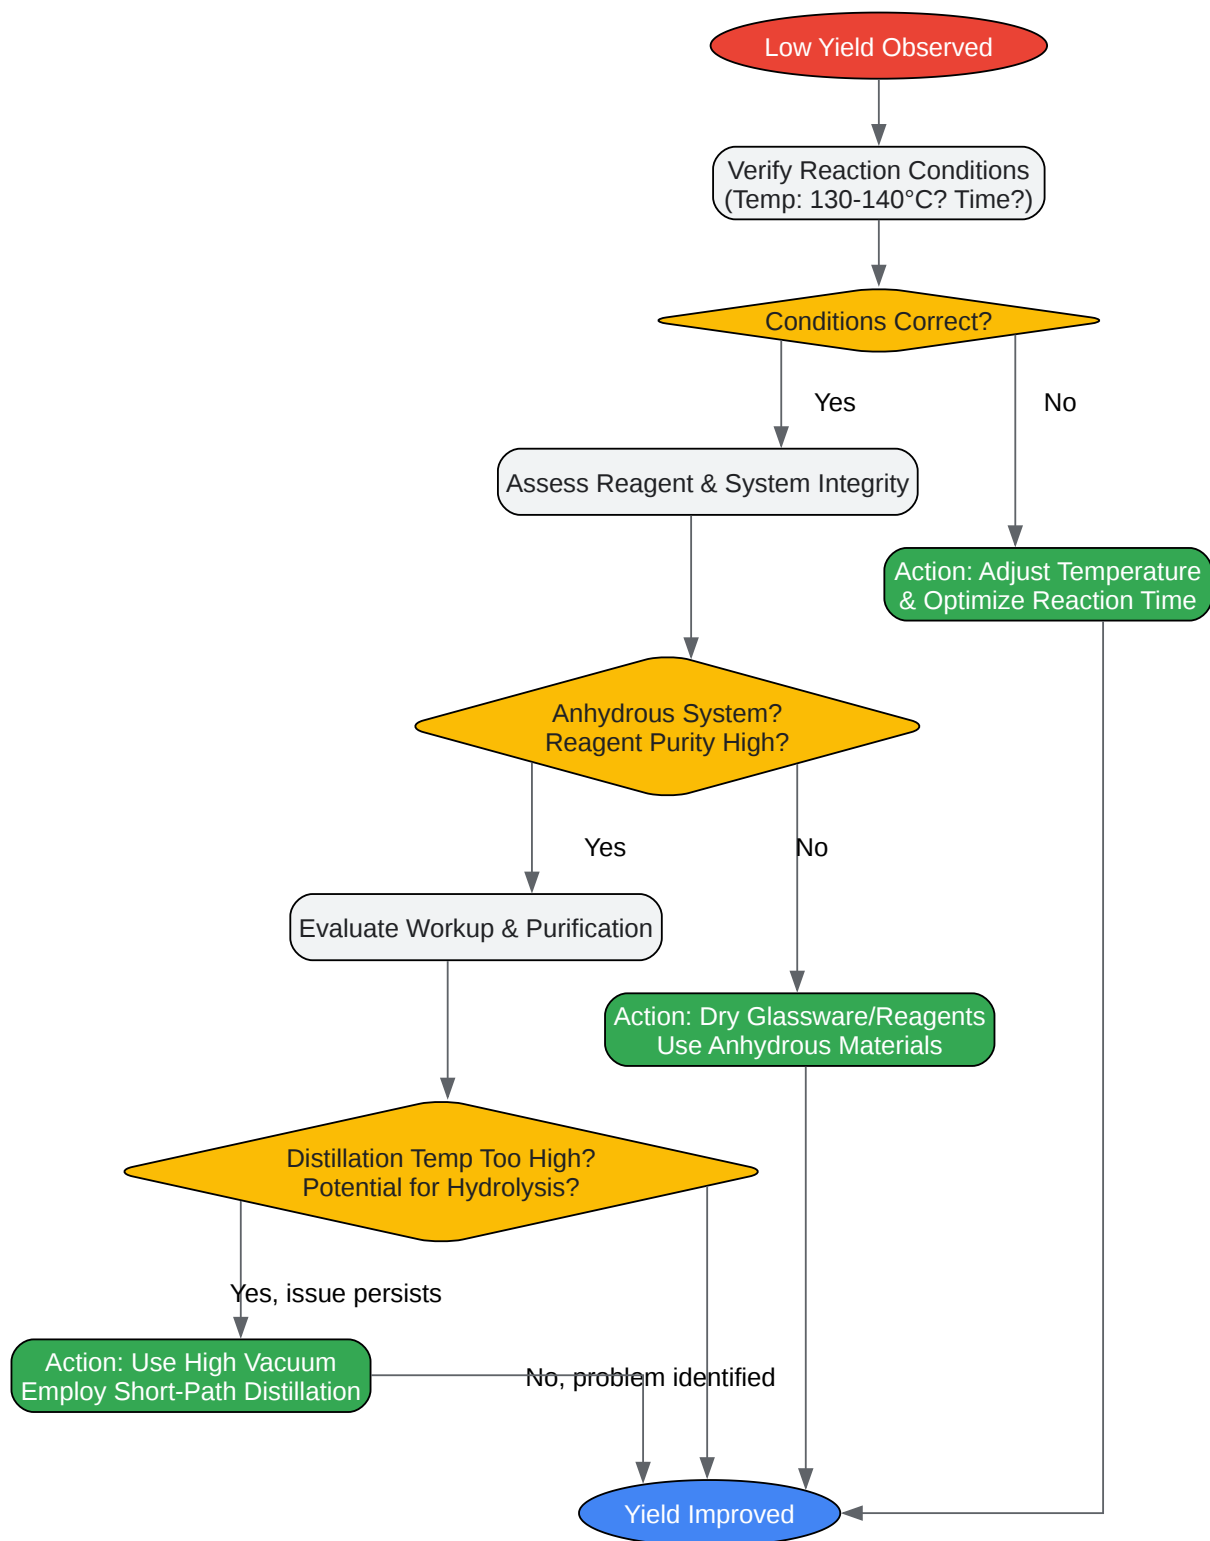 Low Yield Observed
Verify Reaction Conditions
(Temp: 130-140°C? Time?)
Conditions Correct?
Yes
No
Assess Reagent & System Integrity
Action: Adjust Temperature
& Optimize Reaction Time
Anhydrous System?
Reagent Purity High?
Yes
No
Evaluate Workup & Purification
Action: Dry Glassware/Reagents
Use Anhydrous Materials
Distillation Temp Too High?
Potential for Hydrolysis?
Yes, issue persists
Action: Use High Vacuum
Employ Short-Path Distillation
No, problem identified
Yield Improved